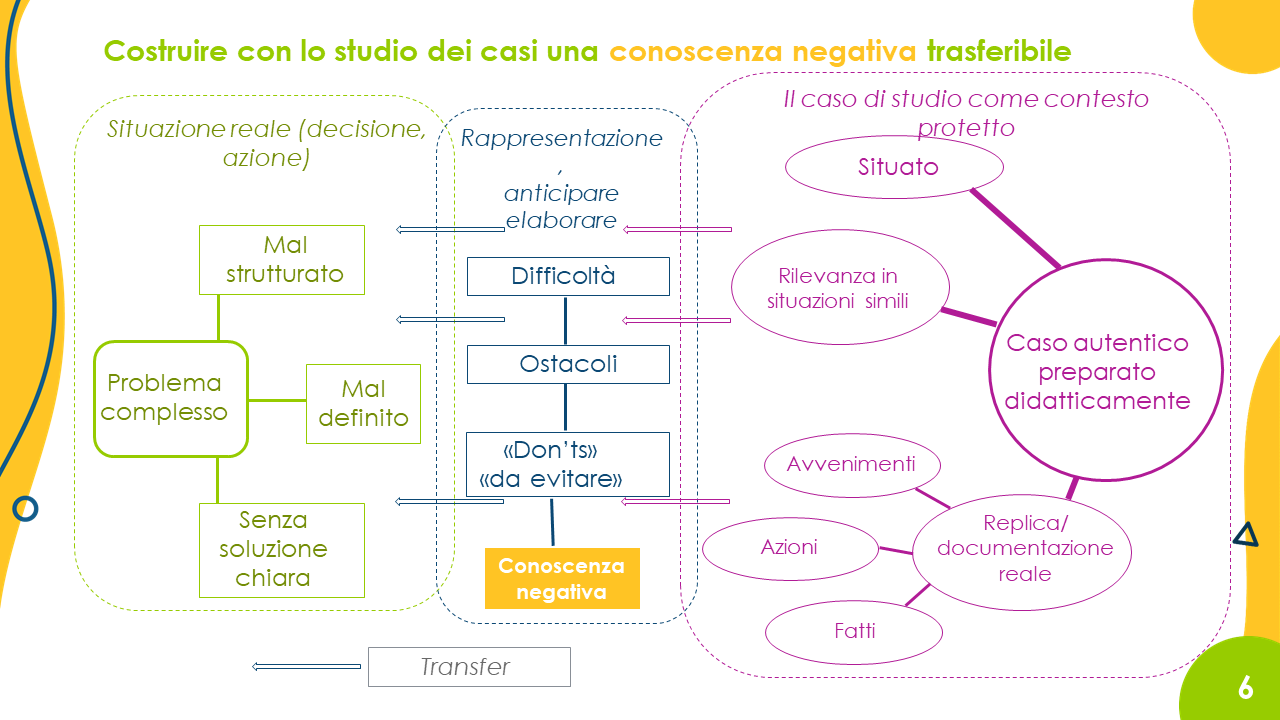 Costruire con lo studio dei casi una conoscenza negativa trasferibile
Situazione reale (decisione,
azione)
Mal
strutturato
Problema
complesso
Mal
definito
Senza
soluzione
chiara
Rappresentazione
,
anticipare
elaborare
Difficoltà
Ostacoli
«Don’ts»
«da evitare»
Conoscenza
negativa
Il caso di studio come contesto
protetto
Situato
Rilevanza in
situazioni simili
Caso autentico
preparato
didatticamente
Avvenimenti
Azioni
Fatti
Replica/
documentazione
reale
Transfer
6